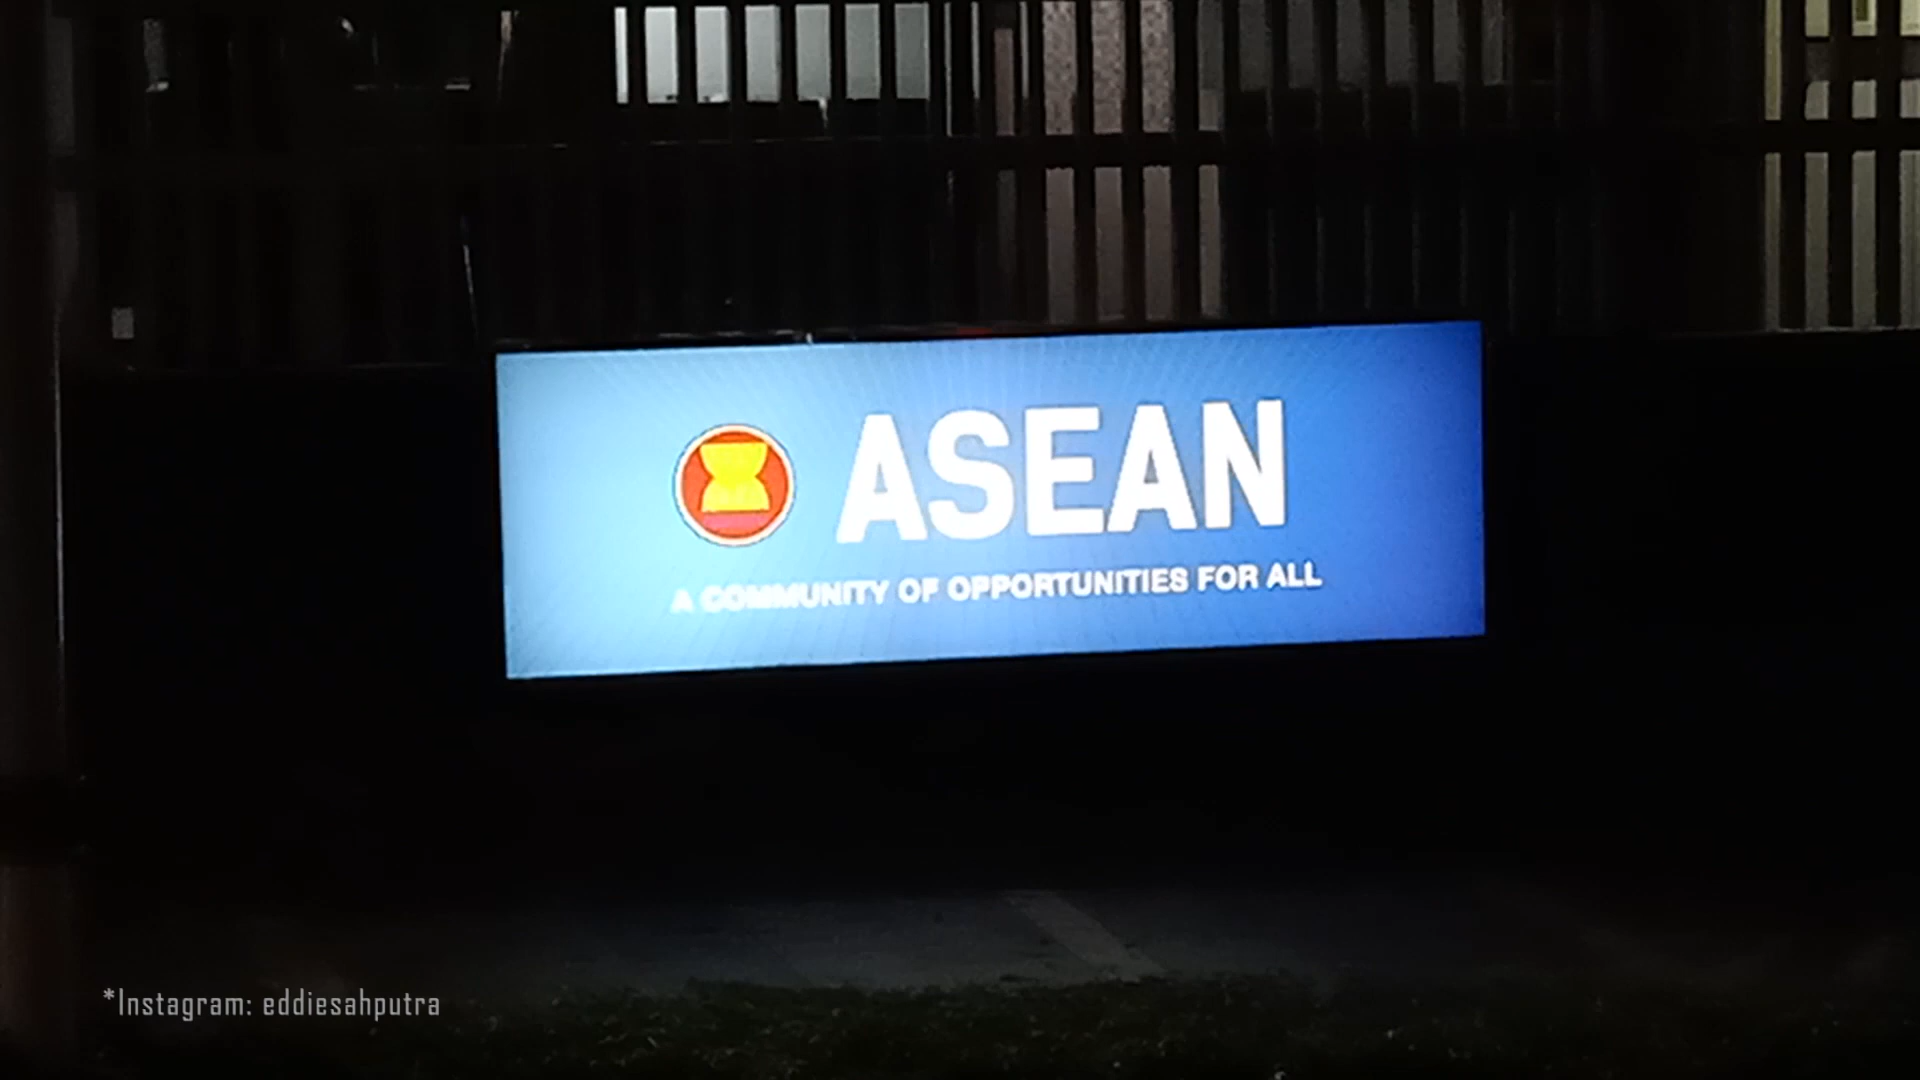 ASEAN
A COMMUNITY OF OPPORTUNITIES FOR ALL
*Instagram: eddiesahputra